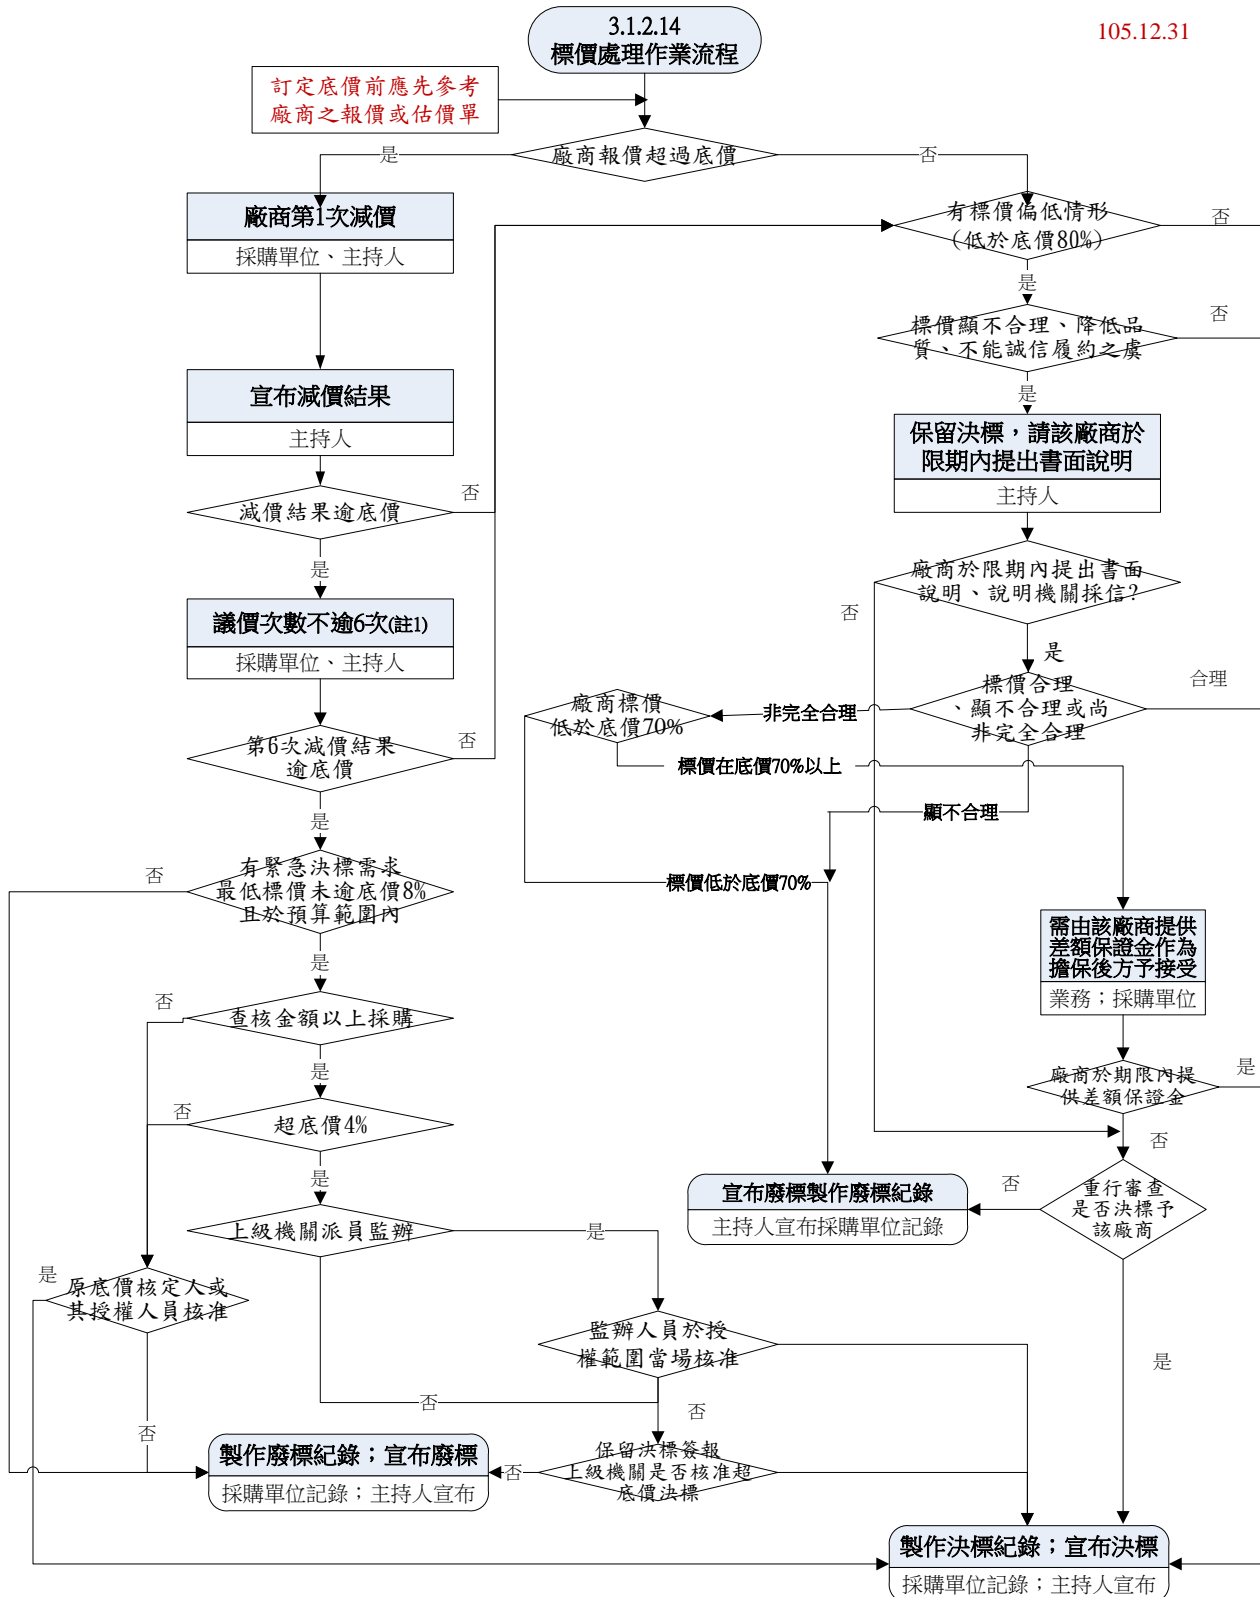 3.1.2.14
標價處理作業流程
105.12.31
訂定底價前應先參考
廠商之報價或估價單
廠商報價超過底價
是
否
廠商第1次減價
採購單位、主持人
有標價偏低情形
(低於底價80%)
否
是
標價顯不合理、降低品
質、不能誠信履約之虞
否
是
宣布減價結果
主持人
保留決標，請該廠商於
限期內提出書面說明
主持人
減價結果逾底價
否
是
廠商於限期內提出書面
說明、說明機關採信?
否
是
議價次數不逾6次(註1)
採購單位、主持人
標價合理
、顯不合理或尚
非完全合理
合理
非完全合理
廠商標價
低於底價70%
標價在底價70%以上
顯不合理
標價低於底價70%
第6次減價結果
逾底價
否
是
有緊急決標需求
最低標價未逾底價8%
且於預算範圍內
否
是
需由該廠商提供
差額保證金作為
擔保後方予接受
業務；採購單位
查核金額以上採購
否
是
廠商於期限內提
供差額保證金
是
否
超底價4%
否
是
宣布廢標製作廢標紀錄
主持人宣布採購單位記錄
否
重行審查
是否決標予
該廠商
是
上級機關派員監辦
是
否
原底價核定人或
其授權人員核准
是
否
監辦人員於授
權範圍當場核准
否
保留決標簽報
上級機關是否核准超
底價決標
否
製作廢標紀錄；宣布廢標
採購單位記錄；主持人宣布
製作決標紀錄；宣布決標
採購單位記錄；主持人宣布